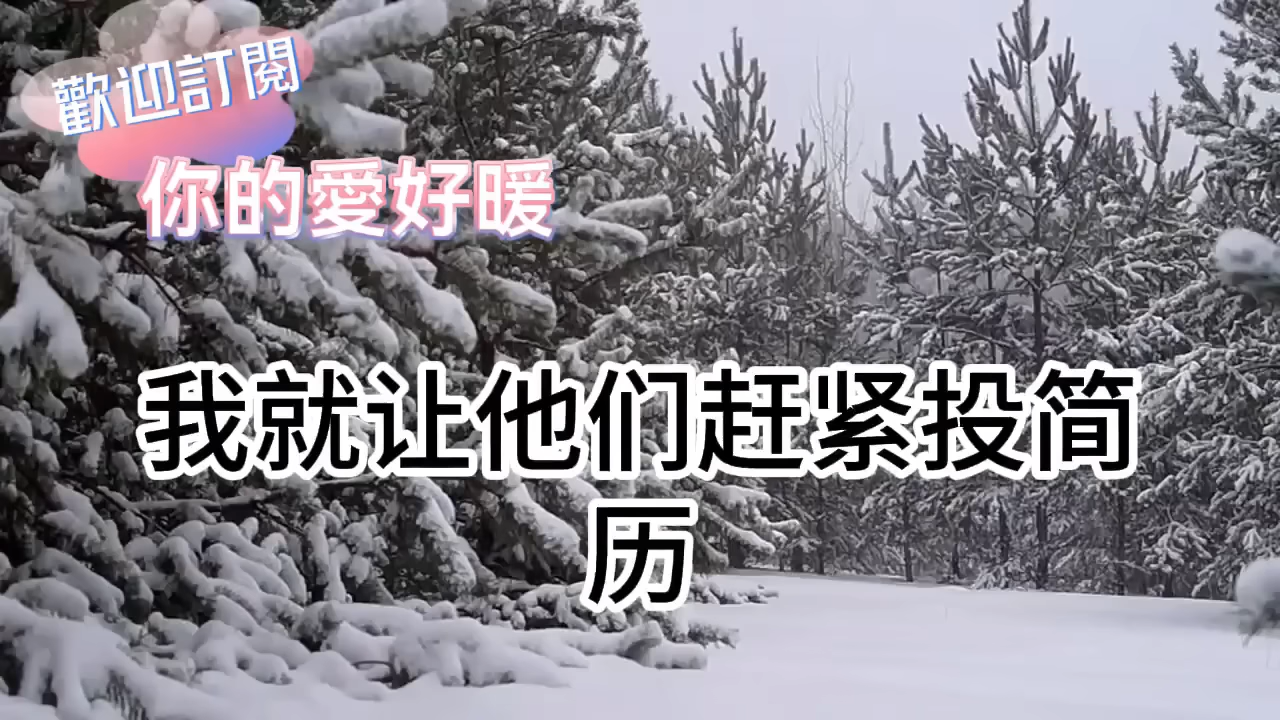 歡迎訂閱
你的愛好暖
我就让他们赶紧投简
历